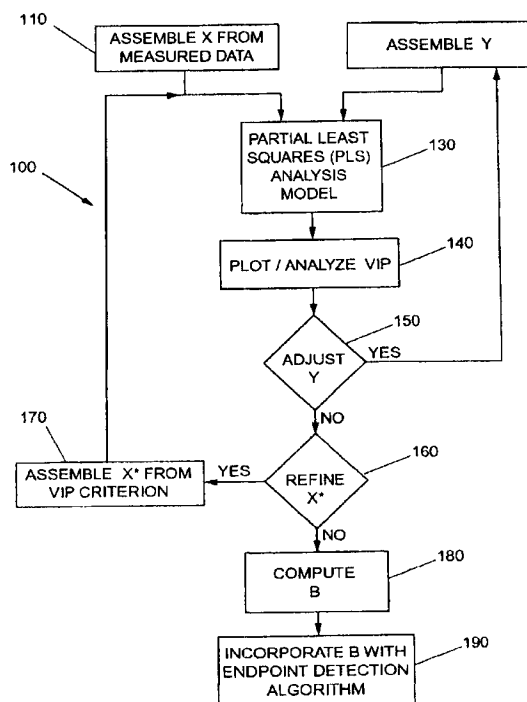 110
ASSEMBLE X FROM
MEASURED DATA
ASSEMBLE Y
100
PARTIAL LEAST
SQUARES (PLS)
ANALYSIS
MODEL
130
PLOT / ANALYZE VIP
140
150
ADJUST
Y
YES
NO
170
ASSEMBLE X* FROM
VIP CRITERION
YES
REFINE
X*
160
NO
COMPUTE
B
180
INCORPORATE B WITH
ENDPOINT DETECTION
ALGORITHM
190